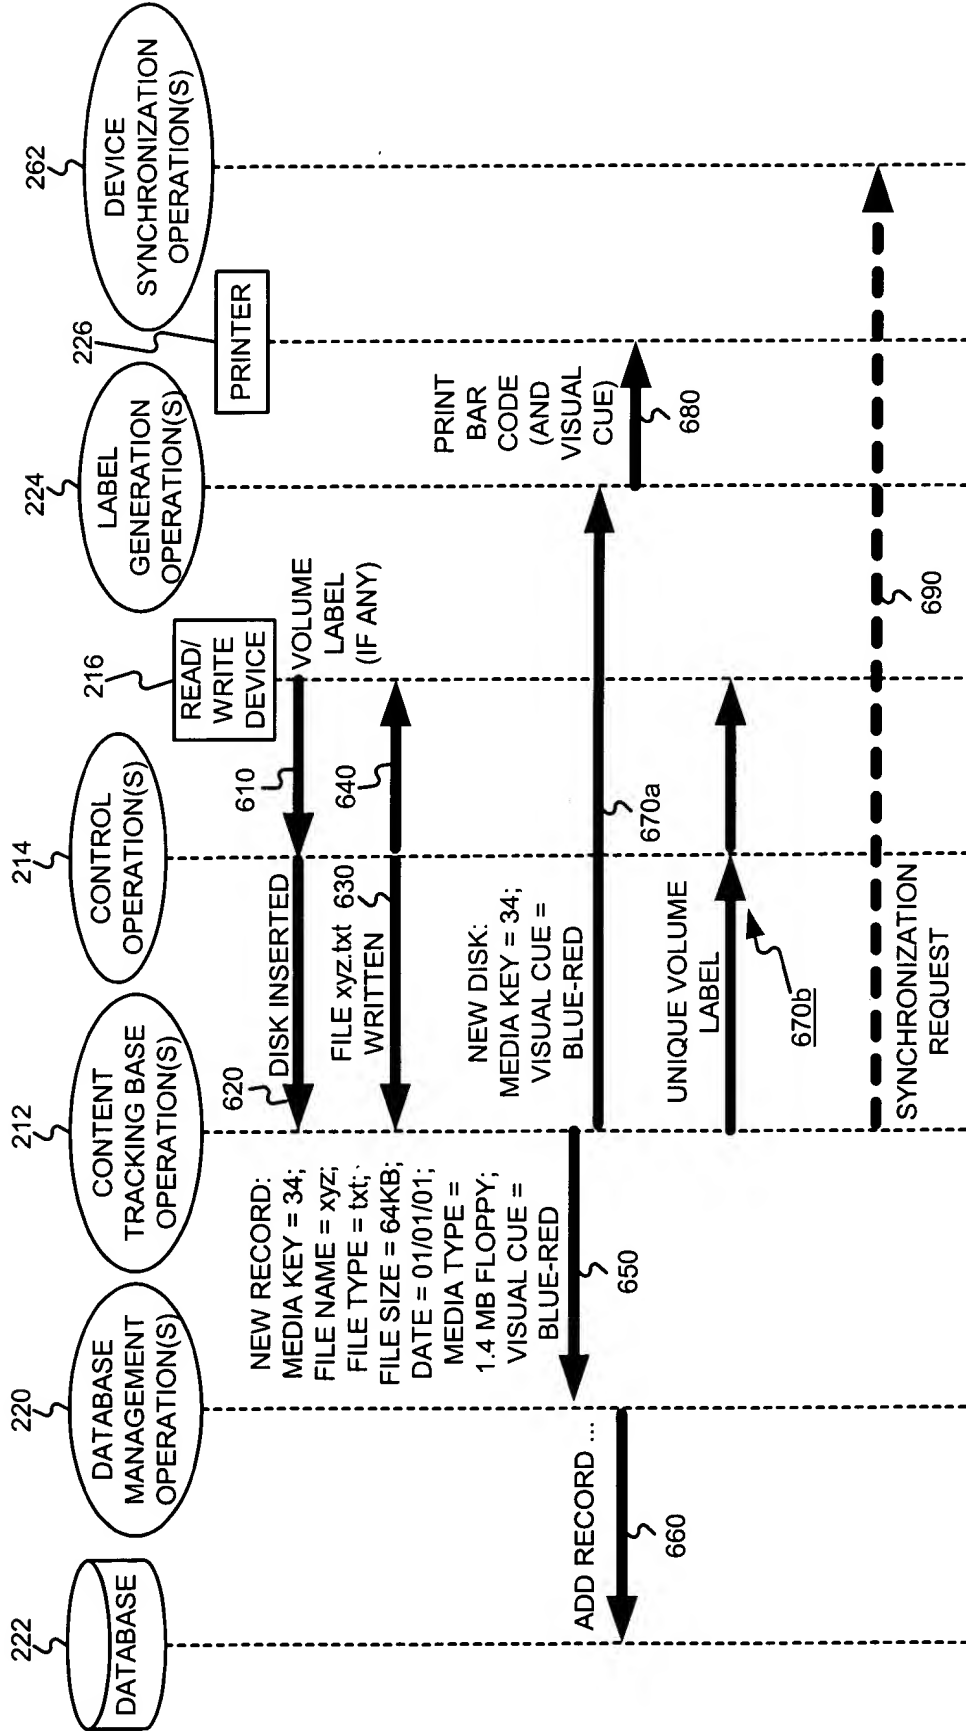 222
DATABASE
220
DATABASE
MANAGEMENT
OPERATION(S)
212
CONTENT
TRACKING BASE
OPERATION(S)
214
CONTROL
OPERATION(S)
216
READ/
WRITE
DEVICE
224
LABEL
GENERATION
OPERATION(S)
226
PRINTER
262
DEVICE
SYNCHRONIZATION
OPERATION(S)
610
VOLUME
LABEL
(IF ANY)
620
DISK INSERTED
FILE xyz.txt
WRITTEN
630
640
NEW RECORD:
MEDIA KEY = 34;
FILE NAME = xyz;
FILE TYPE = txt;
FILE SIZE = 64KB;
DATE = 01/01/01;
MEDIA TYPE =
1.4 MB FLOPPY;
VISUAL CUE =
BLUE-RED
650
ADD RECORD ...
660
NEW DISK:
MEDIA KEY = 34;
VISUAL CUE =
BLUE-RED
670a
PRINT
BAR
CODE
(AND
VISUAL
CUE)
680
UNIQUE VOLUME
LABEL
670b
SYNCHRONIZATION
REQUEST
690